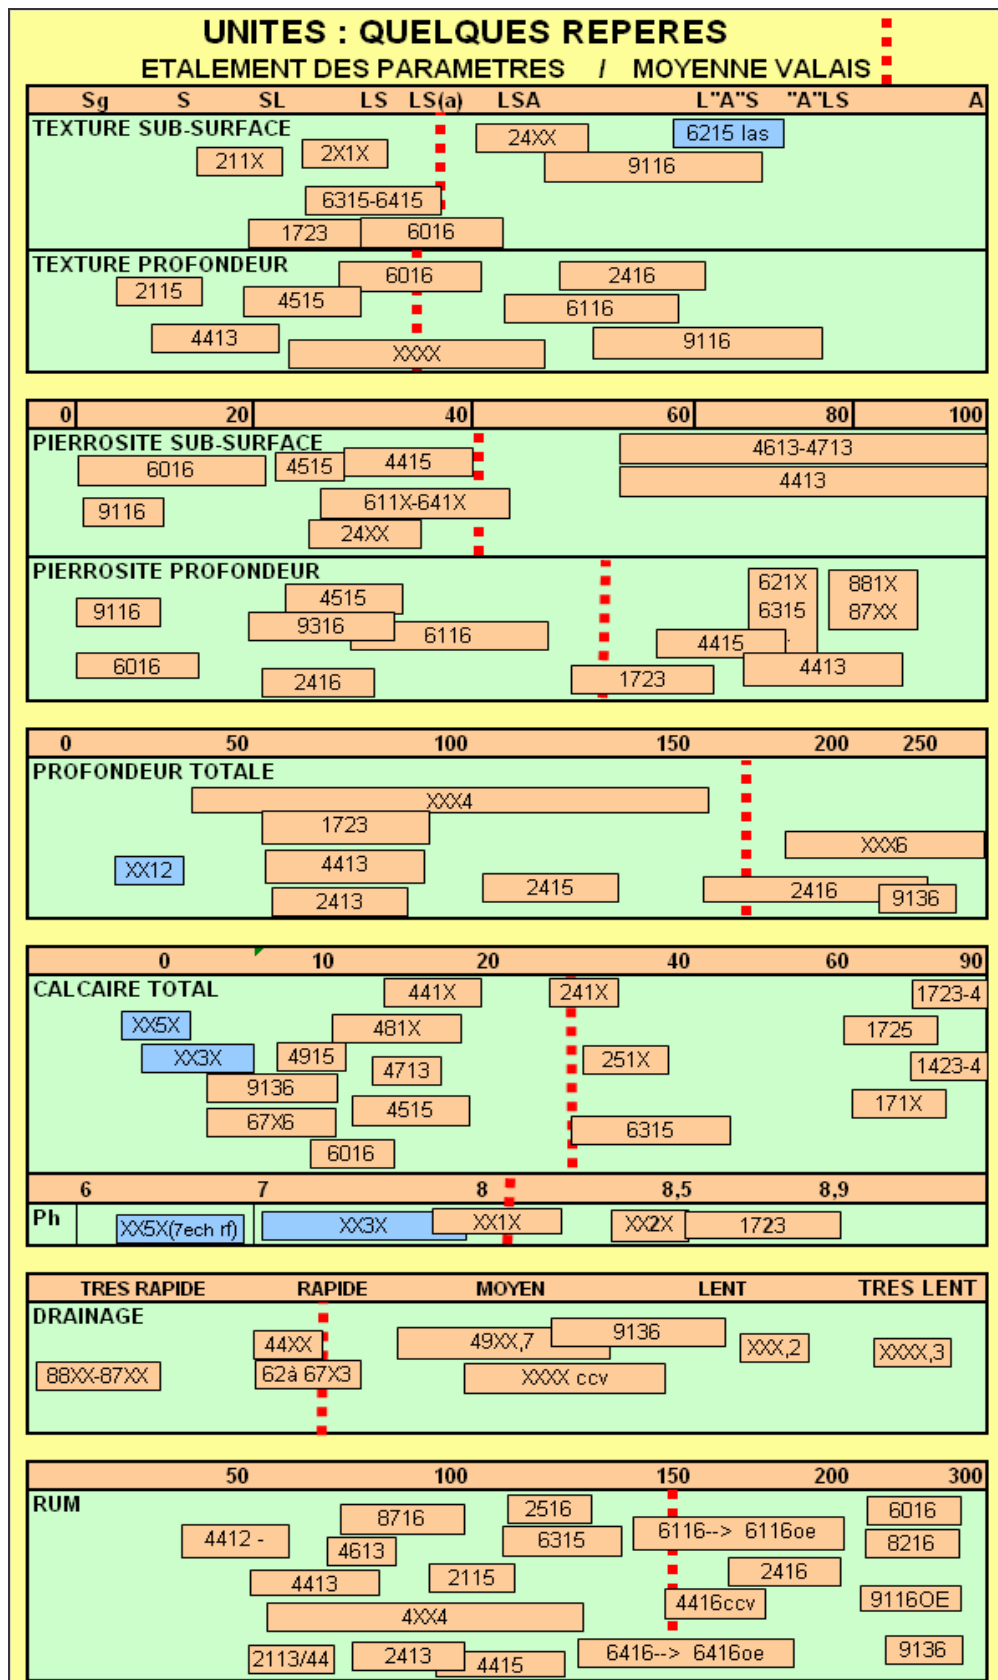 UNITES : QUELQUES REPERES
ETALEMENT DES PARAMETRES / MOYENNE VALAIS
Sg S SL LS LS(a) LSA L"A"S "A"LS A
TEXTURE SUB-SURFACE
24XX 6215 las
211X 2X1X 9116
6315-6415
1723 6016
TEXTURE PROFONDEUR
6016 2416
2115 4515 6116
4413 XXXX 9116
0 20 40 60 80 100
PIERROSITE SUB-SURFACE
4613-4713
6016 4515 4415 4413
9116 611X-641X
24XX
PIERROSITE PROFONDEUR
621X 881X
9116 4515 6315 87XX
9316 6116 4415
6016 2416 1723 4413
0 50 100 150 200 250
PROFONDEUR TOTALE
XXX4
1723 XXX6
XX12 4413 2415 2416
2413 9136
0 10 20 40 60 90
CALCAIRE TOTAL
441X 241X 1723-4
XX5X 481X 1725
XX3X 4915 4713 251X 1423-4
9136 4515 171X
67X6 6315
6016
6 7 8 8,5 8,9
Ph XX5X(7ech rf) XX3X XX1X XX2X 1723
TRES RAPIDE RAPIDE MOYEN LENT TRES LENT
DRAINAGE
44XX 49XX,7 9136 XXX,2 XXXX,3
88XX-87XX 62à 67X3 XXXX ccv
50 100 150 200 300
RUM
8716 2516 6016
4412 - 4613 6315 6116--> 6116oe 8216
4413 2115 2416
4XX4 4416ccv 9116OE
2113/44 2413 4415 6416--> 6416oe 9136